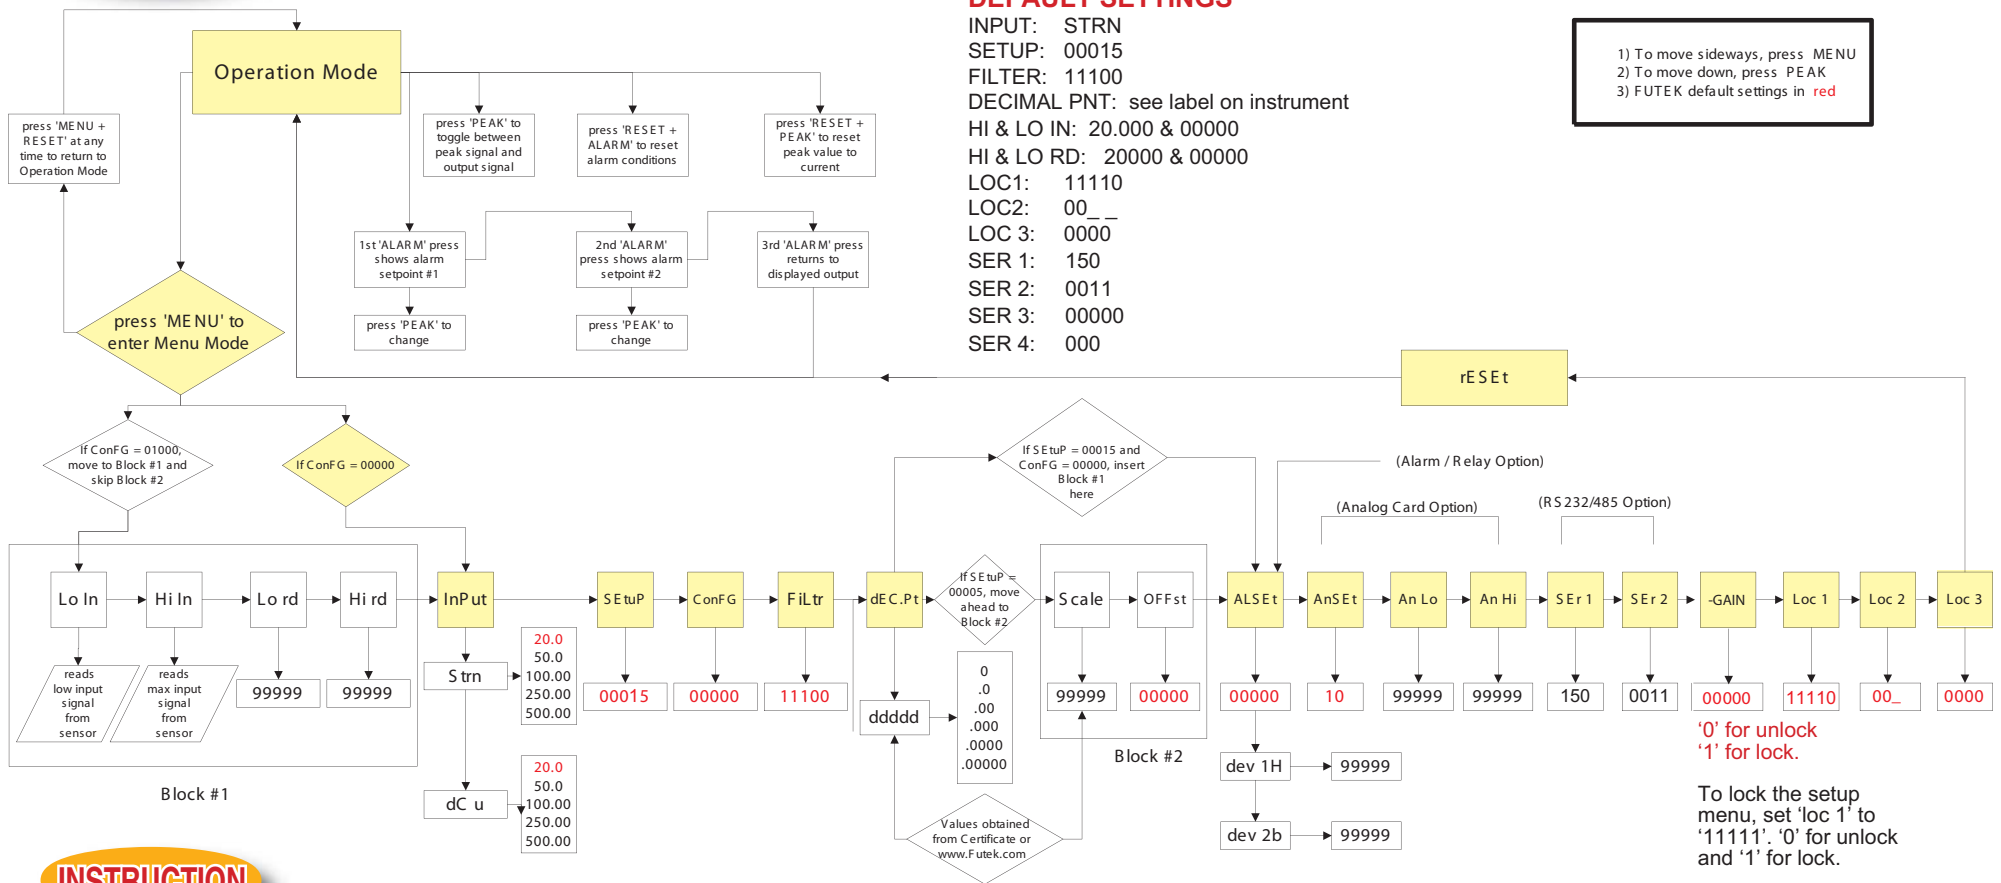 DEFAULT SETTINGS
INPUT: STRN
SETUP: 00015
FILTER: 11100
DECIMAL PNT: see label on instrument
HI & LO IN: 20.000 & 00000
HI & LO RD: 20000 & 00000
LOC1: 11110
LOC2: 00_ _
LOC 3: 0000
SER 1: 150
SER 2: 0011
SER 3: 00000
SER 4: 000
1) To move sideways, press MENU
2) To move down, press PEAK
3) FUTEK default settings in red
Operation Mode
press 'MENU +
RESET' at any
time to return to
Operation Mode
press 'PEAK' to
toggle between
peak signal and
output signal
press 'RESET +
ALARM' to reset
alarm conditions
press 'RESET +
PEAK' to reset
peak value to
current
1st 'ALARM' press
shows alarm
setpoint #1
2nd 'ALARM'
press shows alarm
setpoint #2
3rd 'ALARM' press
returns to
displayed output
press 'PEAK' to
change
press 'PEAK' to
change
press 'MENU' to
enter Menu Mode
rESEt
If ConFG = 01000,
move to Block #1 and
skip Block #2
If ConFG = 00000
If SEtuP = 00015 and
ConFG = 00000, insert
Block #1
here
(Alarm / Relay Option)
(Analog Card Option)
(RS232/485 Option)
Lo In
Hi In
Lo rd
Hi rd
InPut
SEtuP
ConFG
FiLtr
dEC.Pt
If SEtuP =
00005, move
ahead to
Block #2
Scale
OFFst
ALSEt
AnSEt
An Lo
An Hi
SEr 1
SEr 2
-GAIN
Loc 1
Loc 2
Loc 3
reads
low input
signal
from
sensor
reads
max input
signal
from
sensor
99999
99999
Block #1
Strn
20.0
50.0
100.00
250.00
500.00
dC u
20.0
50.0
100.00
250.00
500.00
00015
00000
11100
ddddd
0
.0
.00
.000
.0000
.00000
99999
00000
Block #2
Values obtained
from Certificate or
www.Futek.com
00000
10
99999
99999
150
0011
00000
11110
00_
0000
dev 1H
99999
dev 2b
99999
‘0’ for unlock
‘1’ for lock.
To lock the setup
menu, set ‘loc 1’ to
‘11111’. ‘0’ for unlock
and ‘1’ for lock.
INSTRUCTION